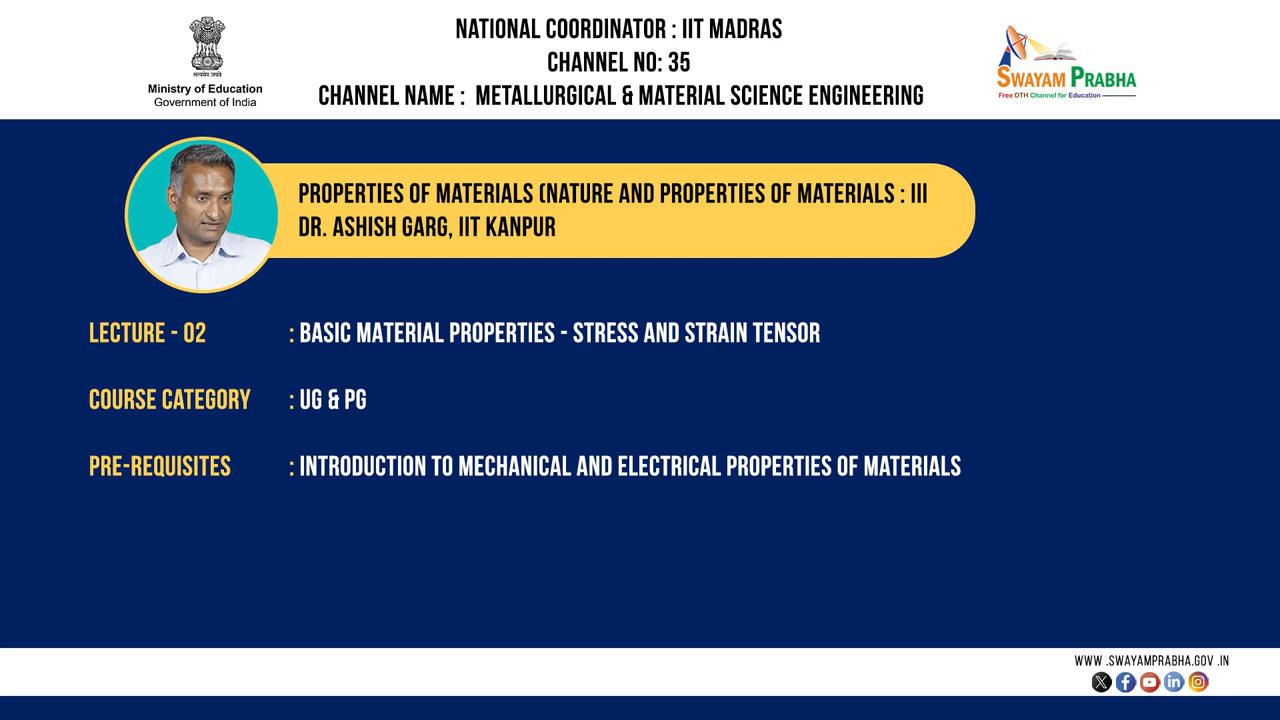 NATIONAL COORDINATOR : IIT MADRAS
CHANNEL NO: 35
CHANNEL NAME : METALLURGICAL & MATERIAL SCIENCE ENGINEERING
सत्यमेव जयते
Ministry of Education
Government of India
SWAYAM PRABHA
Free DTH Channel for Education
PROPERTIES OF MATERIALS (NATURE AND PROPERTIES OF MATERIALS : III
DR. ASHISH GARG, IIT KANPUR
LECTURE - 02 : BASIC MATERIAL PROPERTIES - STRESS AND STRAIN TENSOR
COURSE CATEGORY : UG & PG
PRE-REQUISITES : INTRODUCTION TO MECHANICAL AND ELECTRICAL PROPERTIES OF MATERIALS
WWW .SWAYAMPRABHA.GOV .IN